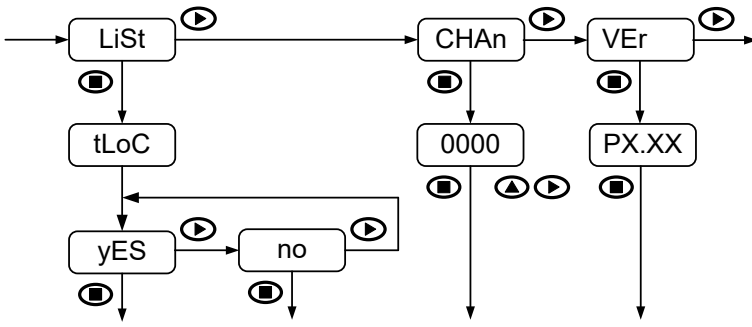 LiSt
CHAn
VEr
tLoC
0000
PX.XX
yES
no